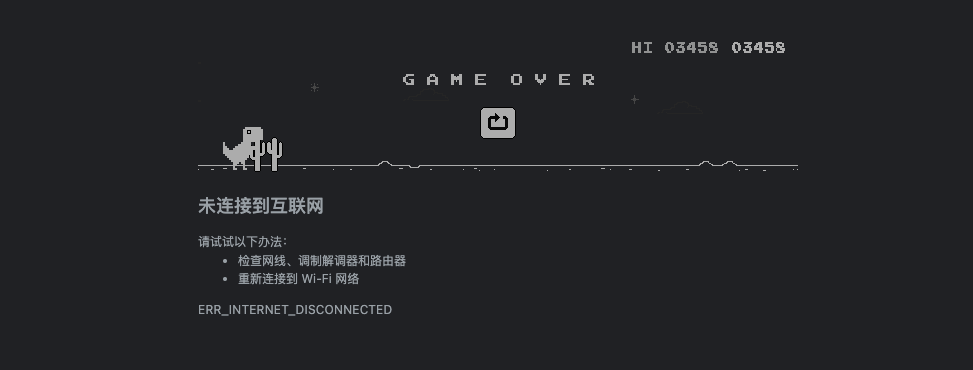 HI 03458 03458
GAME OVER
未连接到互联网
请试试以下办法：
• 检查网线、调制解调器和路由器
• 重新连接到 Wi-Fi 网络
ERR_INTERNET_DISCONNECTED